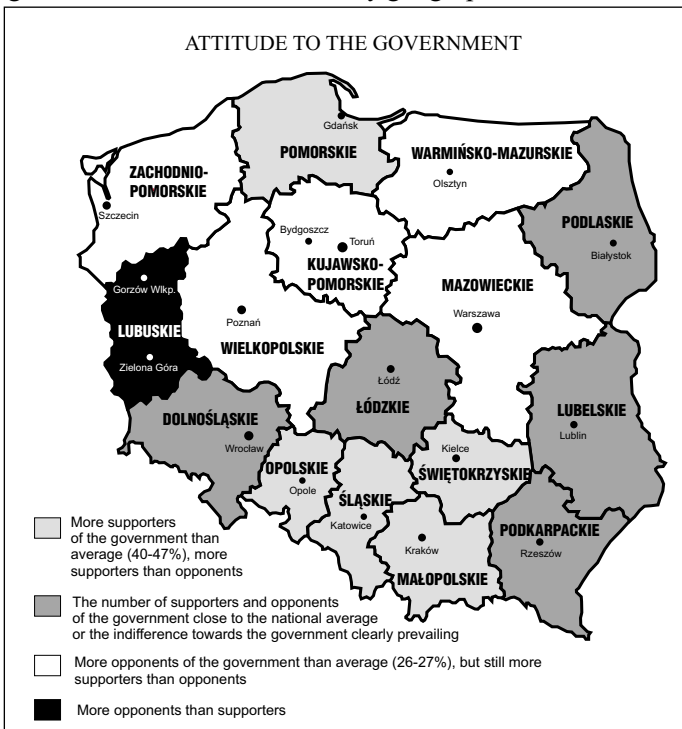 ATTITUDE TO THE GOVERNMENT
Gdańsk
POMORSKIE
WARMIŃSKO-MAZURSKIE
Olsztyn
ZACHODNIO-
POMORSKIE
Szczecin
PODLASKIE
Białystok
Bydgoszcz
Toruń
KUJAWSKO-
POMORSKIE
MAZOWIECKIE
Warszawa
Gorzów Wlkp.
LUBUSKIE
Zielona Góra
Poznań
WIELKOPOLSKIE
Łódź
ŁÓDZKIE
LUBELSKIE
Lublin
DOLNOŚLĄSKIE
Wrocław
OPOLSKIE
Opole
ŚLĄSKIE
Katowice
Kielce
ŚWIĘTOKRZYSKIE
Kraków
MAŁOPOLSKIE
PODKARPACKIE
Rzeszów
More supporters
of the government than
average (40-47%), more
supporters than opponents
The number of supporters and opponents
of the government close to the national average
or the indifference towards the government clearly prevailing
More opponents of the government than average (26-27%), but still more
supporters than opponents
More opponents than supporters